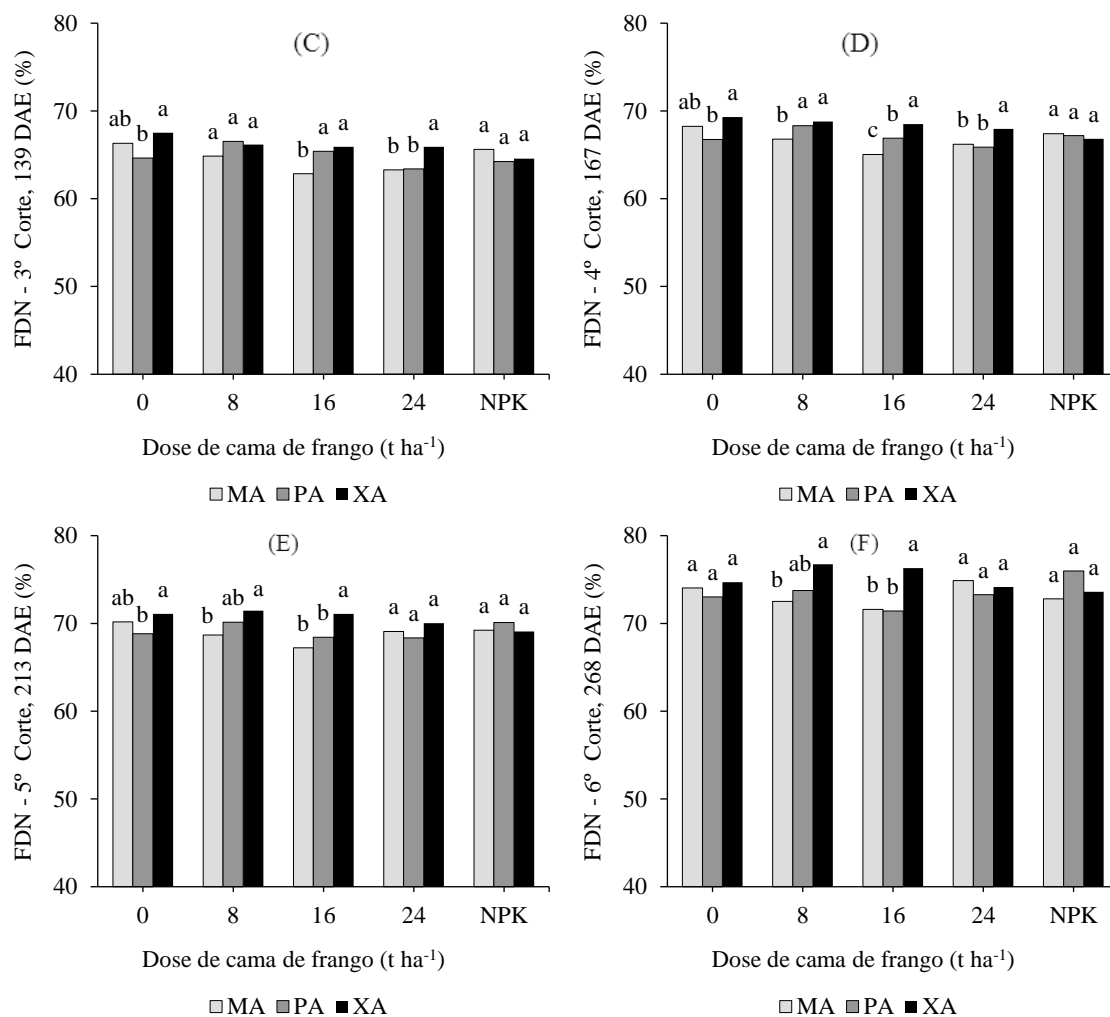 (C)
FDN - 3º Corte, 139 DAE (%)
80
70
60
50
40
ab b a a a a b a a b b a a a a
0 8 16 24 NPK
Dose de cama de frango (t ha⁻¹)
MA PA XA
(D)
FDN - 4º Corte, 167 DAE (%)
80
70
60
50
40
ab b a b a a c b a b b a a a a
0 8 16 24 NPK
Dose de cama de frango (t ha⁻¹)
MA PA XA
(E)
FDN - 5º Corte, 213 DAE (%)
80
70
60
50
40
ab b a b ab a b b a a a a a a a
0 8 16 24 NPK
Dose de cama de frango (t ha⁻¹)
MA PA XA
(F)
FDN - 6º Corte, 268 DAE (%)
80
70
60
50
40
a a a b ab a b b a a a a a a a
0 8 16 24 NPK
Dose de cama de frango (t ha⁻¹)
MA PA XA